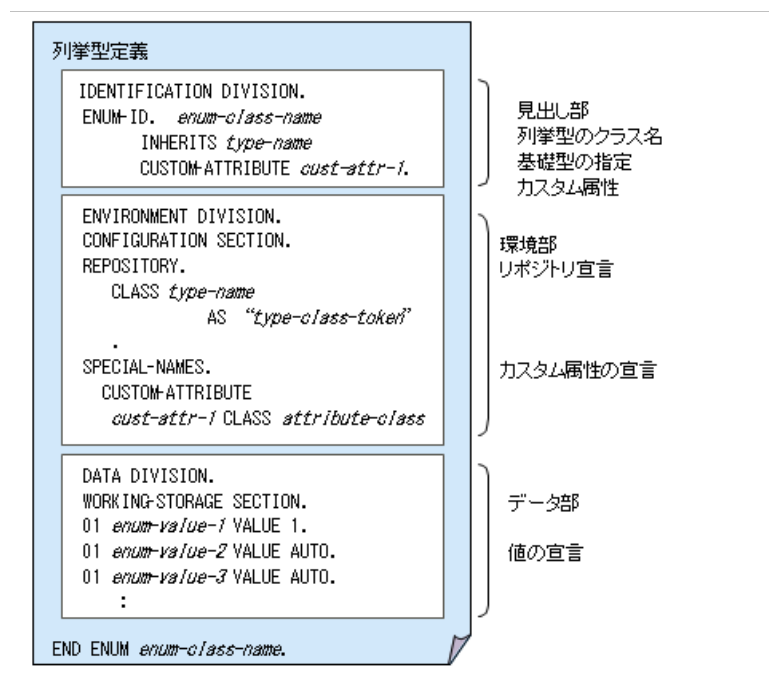 列挙型定義
IDENTIFICATION DIVISION.
ENUM-ID. enum-class-name
INHERITS type-name
CUSTOM-ATTRIBUTE cust-attr-1.
見出し部
列挙型のクラス名
基礎型の指定
カスタム属性
ENVIRONMENT DIVISION.
CONFIGURATION SECTION.
REPOSITORY.
CLASS type-name
AS “type-class-token”
.
SPECIAL-NAMES.
CUSTOM-ATTRIBUTE
cust-attr-1 CLASS attribute-class
環境部
リポジトリ宣言
カスタム属性の宣言
DATA DIVISION.
WORKING-STORAGE SECTION.
01 enum-value-1 VALUE 1.
01 enum-value-2 VALUE AUTO.
01 enum-value-3 VALUE AUTO.
:
データ部
値の宣言
END ENUM enum-class-name.